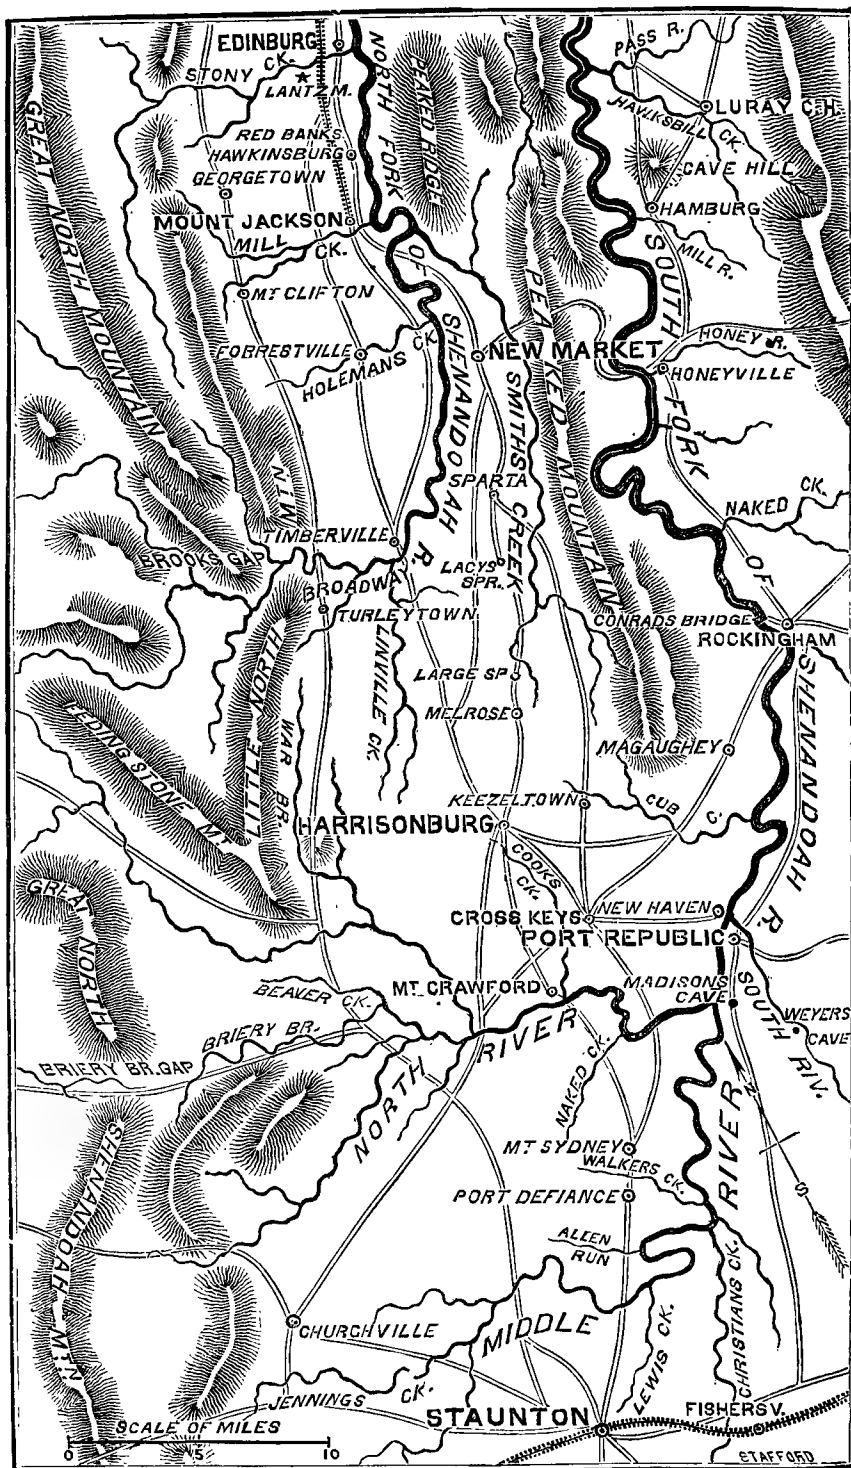 EDINBURG
STONY CK.
LANTZ M.
NORTH FORK OF SHENANDOAH R.
PEAKED RIDGE
PASS R.
LURAY C.H.
HAWKSBILL CK.
GREAT NORTH MOUNTAIN
RED BANKS
HAWKINSBURG
GEORGETOWN
CAVE HILL
HAMBURG
MOUNT JACKSON
MILL CK.
MILL R.
SOUTH FORK OF SHENANDOAH R.
MT CLIFTON
PEAKED MOUNTAIN
FORRESTVILLE
HOLEMANS CK.
NEW MARKET
HONEY R.
HONEYVILLE
SMITHS CREEK
SPARTA
NAKED CK.
MTN
TIMBERVILLE
BROOKS GAP
BROADWAY
LACYS SPR.
TURLEYTOWN
CONRADS BRIDGE
ROCKINGHAM
LITTLE NORTH
LINVILLE CK.
LARGE SP.
MELROSE
WAR BR.
EEDING STONE MT.
MAGAUGHEY
KEEZELTOWN
CUB C.
HARRISONBURG
COOKS CK.
GREAT NORTH
NEW HAVEN
CROSS KEYS
PORT REPUBLIC
MT. CRAWFORD
MADISONS CAVE
BEAVER CK.
SOUTH RIV.
WEYERS CAVE
BRIERY BR.
BRIERY BR. GAP
NORTH RIVER
NAKED CK.
N
S
SHENANDOAH MTN.
MT SYDNEY
WALKERS CK.
PORT DEFIANCE
ALLEN RUN
MIDDLE RIVER
CHURCHVILLE
LEWIS CK.
CHRISTIANS CK.
JENNINGS CK.
STAUNTON
FISHERS V.
SCALE OF MILES
0 5 10
STAFFORD